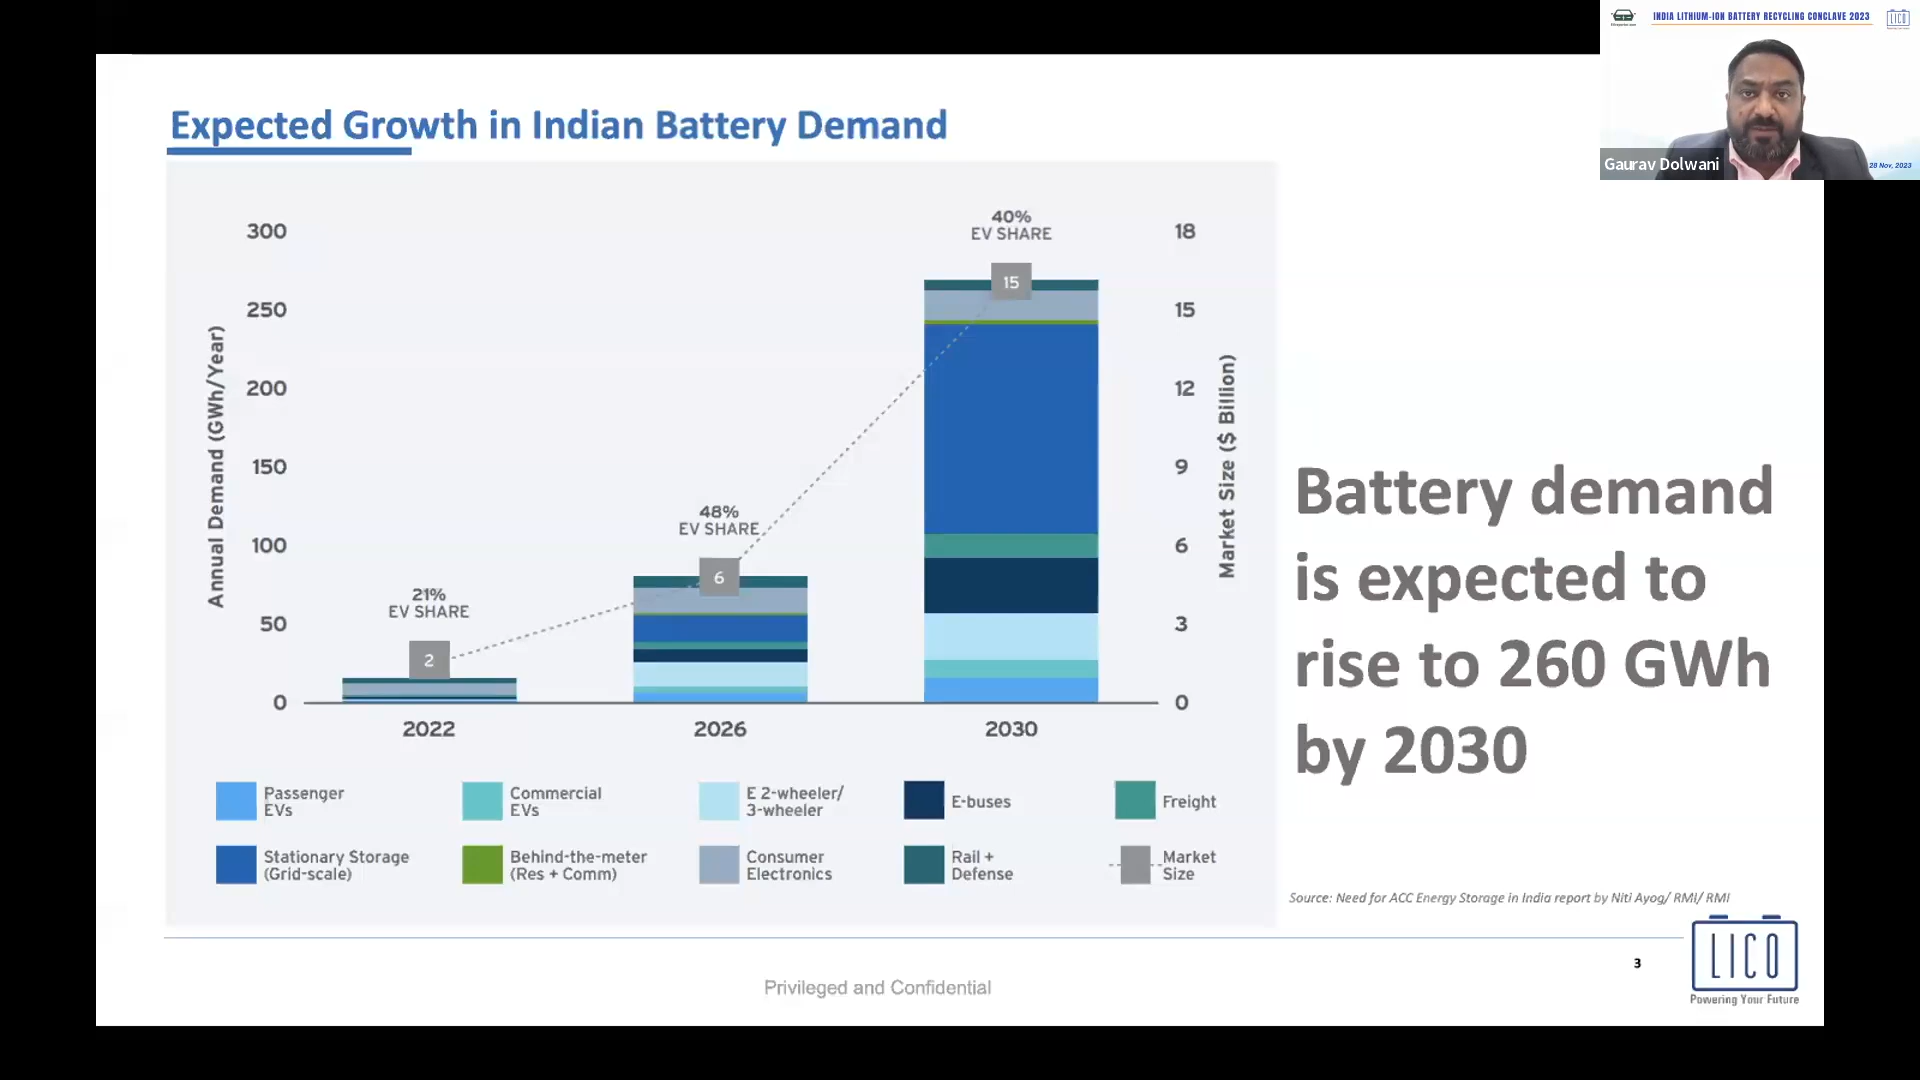 INDIA LITHIUM-ION BATTERY RECYCLING CONCLAVE 2023
LICO
Gaurav Dolwani
28 Nov, 2023
Expected Growth in Indian Battery Demand
300
250
200
150
100
50
0
Annual Demand (GWh/Year)
21%
EV SHARE
2
48%
EV SHARE
6
40%
EV SHARE
15
18
15
12
9
6
3
0
Market Size ($ Billion)
2022
2026
2030
Passenger
EVs
Commercial
EVs
E 2-wheeler/
3-wheeler
E-buses
Freight
Stationary Storage
(Grid-scale)
Behind-the-meter
(Res + Comm)
Consumer
Electronics
Rail +
Defense
Market
Size
Battery demand
is expected to
rise to 260 GWh
by 2030
Source: Need for ACC Energy Storage in India report by Niti Ayog/ RMI/ RMI
3
LICO
Powering Your Future
Privileged and Confidential